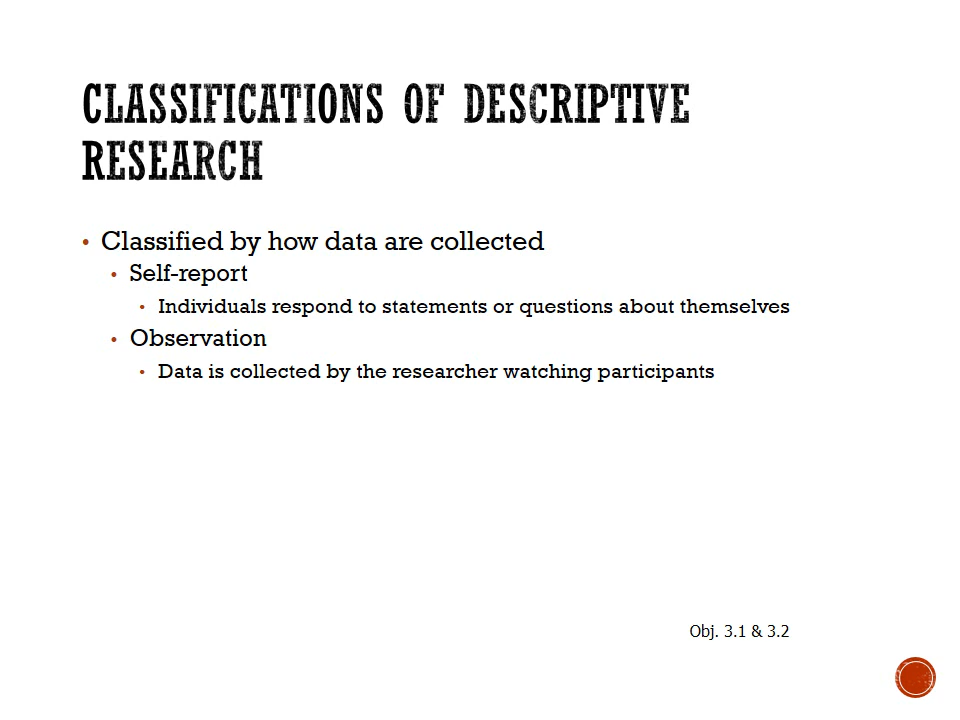 CLASSIFICATIONS OF DESCRIPTIVE
RESEARCH
• Classified by how data are collected
• Self-report
• Individuals respond to statements or questions about themselves
• Observation
• Data is collected by the researcher watching participants
Obj. 3.1 & 3.2